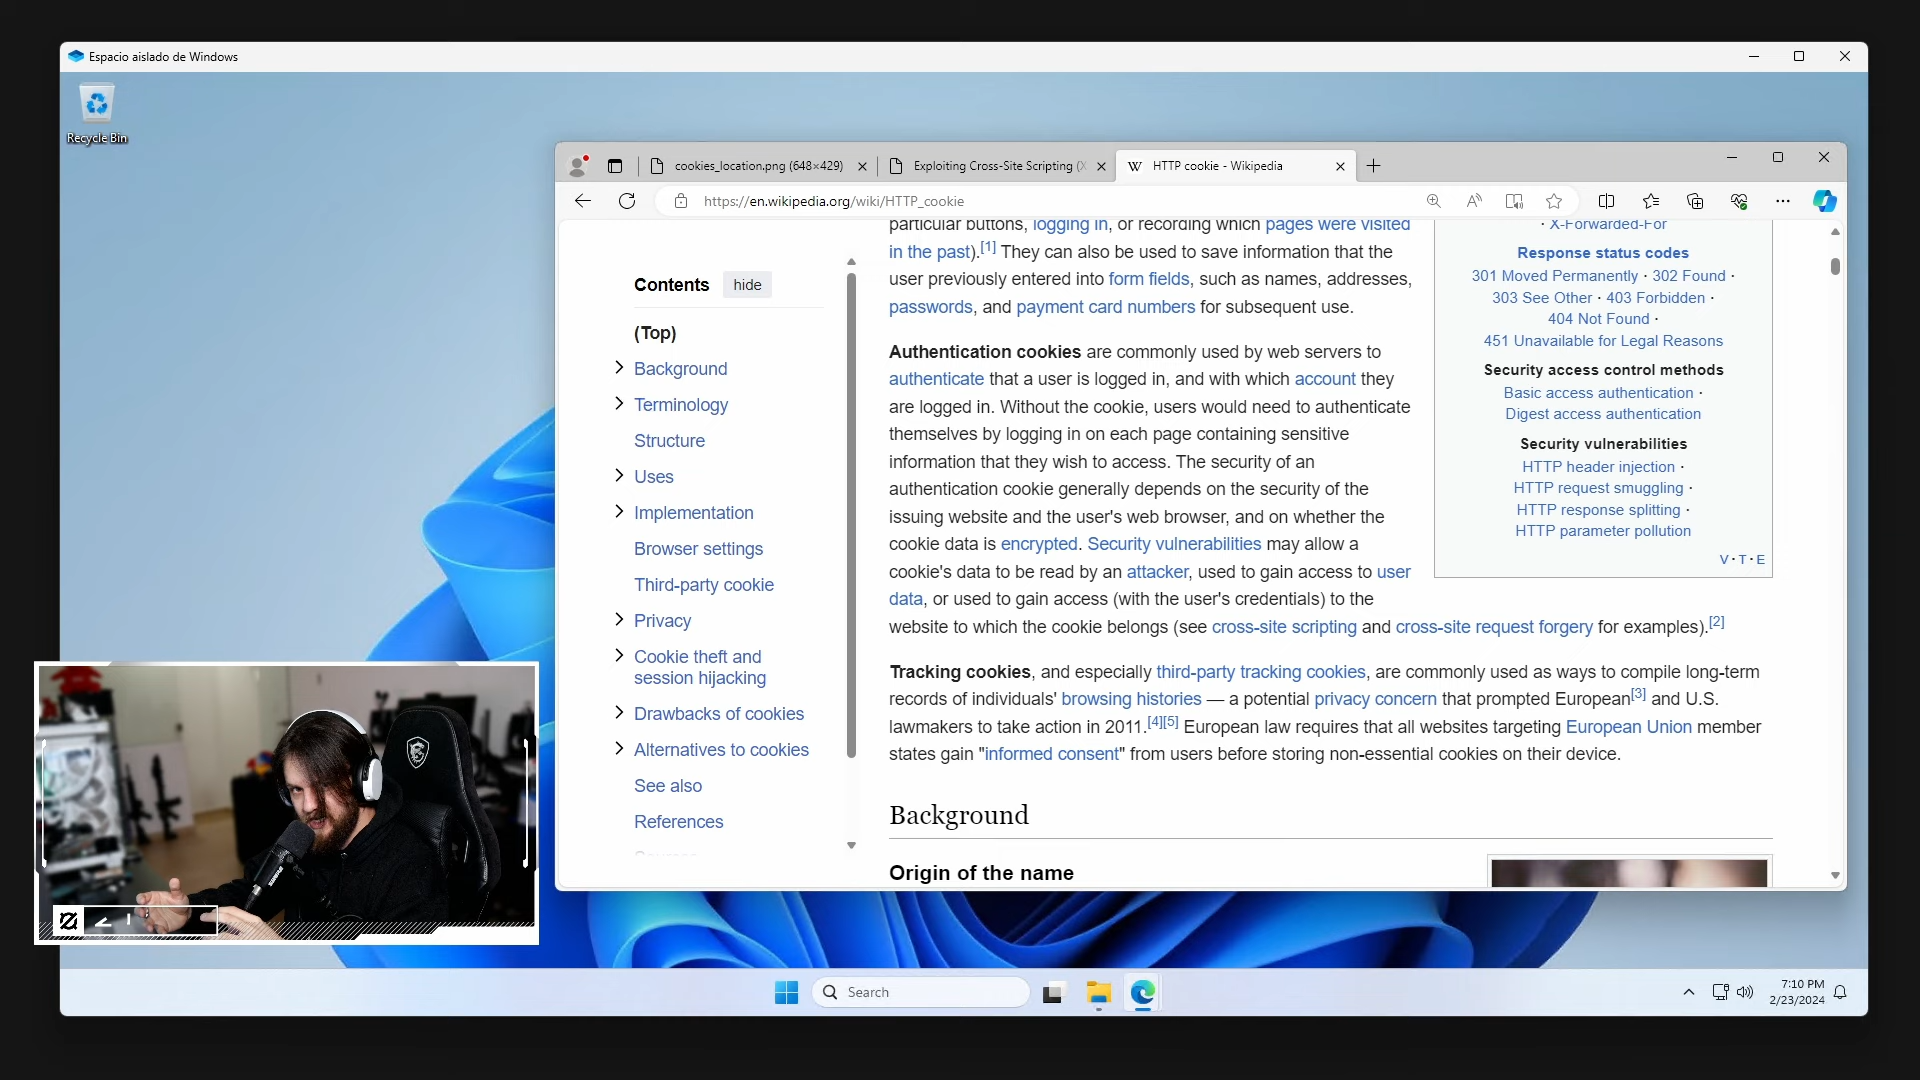 Espacio aislado de Windows
Recycle Bin
cookies_location.png (648×429)
Exploiting Cross-Site Scripting (X
HTTP cookie - Wikipedia
https://en.wikipedia.org/wiki/HTTP_cookie
Contents
hide
(Top)
Background
Terminology
Structure
Uses
Implementation
Browser settings
Third-party cookie
Privacy
Cookie theft and
session hijacking
Drawbacks of cookies
Alternatives to cookies
See also
References
particular buttons, logging in, or recording which pages were visited
in the past).[1] They can also be used to save information that the
user previously entered into form fields, such as names, addresses,
passwords, and payment card numbers for subsequent use.
Authentication cookies are commonly used by web servers to
authenticate that a user is logged in, and with which account they
are logged in. Without the cookie, users would need to authenticate
themselves by logging in on each page containing sensitive
information that they wish to access. The security of an
authentication cookie generally depends on the security of the
issuing website and the user's web browser, and on whether the
cookie data is encrypted. Security vulnerabilities may allow a
cookie's data to be read by an attacker, used to gain access to user
data, or used to gain access (with the user's credentials) to the
website to which the cookie belongs (see cross-site scripting and cross-site request forgery for examples).[2]
Tracking cookies, and especially third-party tracking cookies, are commonly used as ways to compile long-term
records of individuals' browsing histories — a potential privacy concern that prompted European[3] and U.S.
lawmakers to take action in 2011.[4][5] European law requires that all websites targeting European Union member
states gain "informed consent" from users before storing non-essential cookies on their device.
Background
Origin of the name
· X-Forwarded-For
Response status codes
301 Moved Permanently · 302 Found ·
303 See Other · 403 Forbidden ·
404 Not Found ·
451 Unavailable for Legal Reasons
Security access control methods
Basic access authentication ·
Digest access authentication
Security vulnerabilities
HTTP header injection ·
HTTP request smuggling ·
HTTP response splitting ·
HTTP parameter pollution
V · T · E
Search
7:10 PM
2/23/2024